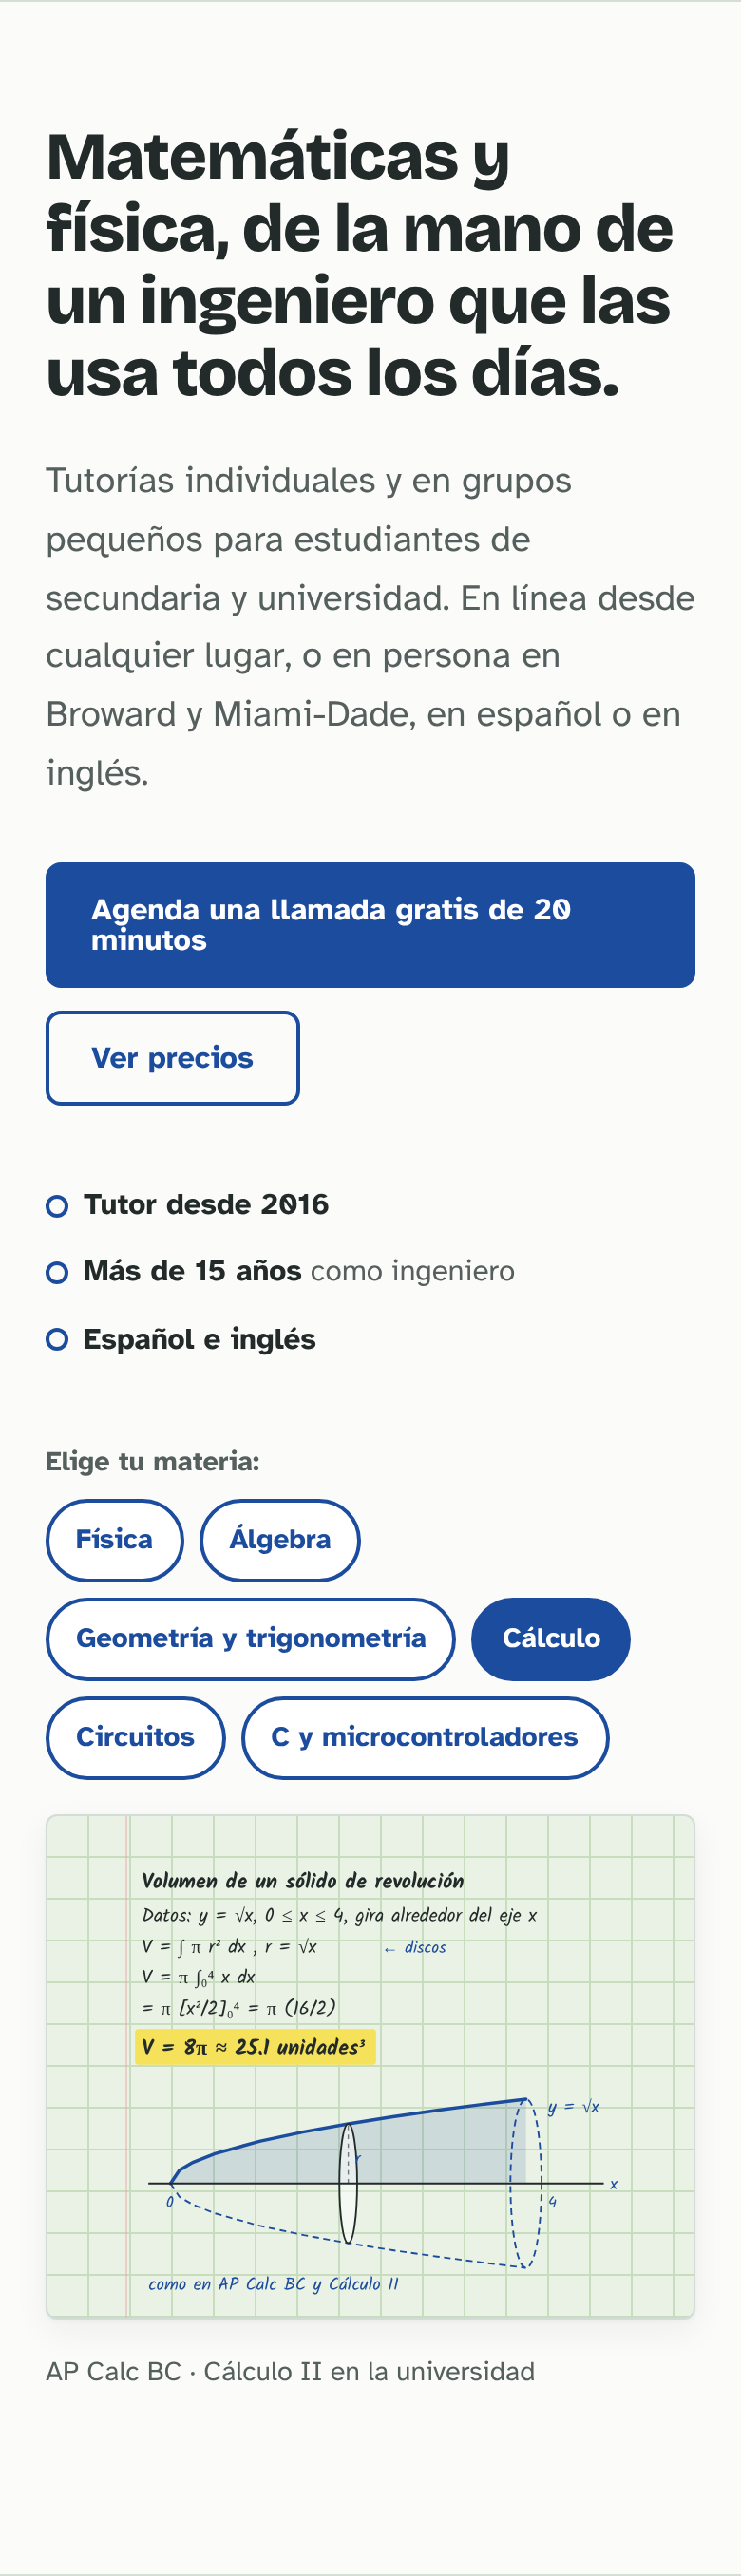 Matemáticas y
física, de la mano de
un ingeniero que las
usa todos los días.
Tutorías individuales y en grupos
pequeños para estudiantes de
secundaria y universidad. En línea desde
cualquier lugar, o en persona en
Broward y Miami-Dade, en español o en
inglés.
Agenda una llamada gratis de 20
minutos
Ver precios
Tutor desde 2016
Más de 15 años como ingeniero
Español e inglés
Elige tu materia:
Física Álgebra
Geometría y trigonometría Cálculo
Circuitos C y microcontroladores
Volumen de un sólido de revolución
Datos: y = √x, 0 ≤ x ≤ 4, gira alrededor del eje x
V = ∫ π r² dx , r = √x ← discos
V = π ∫₀⁴ x dx
= π [x²/2]₀⁴ = π (16/2)
V = 8π ≈ 25.1 unidades³
y = √x
r
x
0 4
como en AP Calc BC y Cálculo II
AP Calc BC · Cálculo II en la universidad